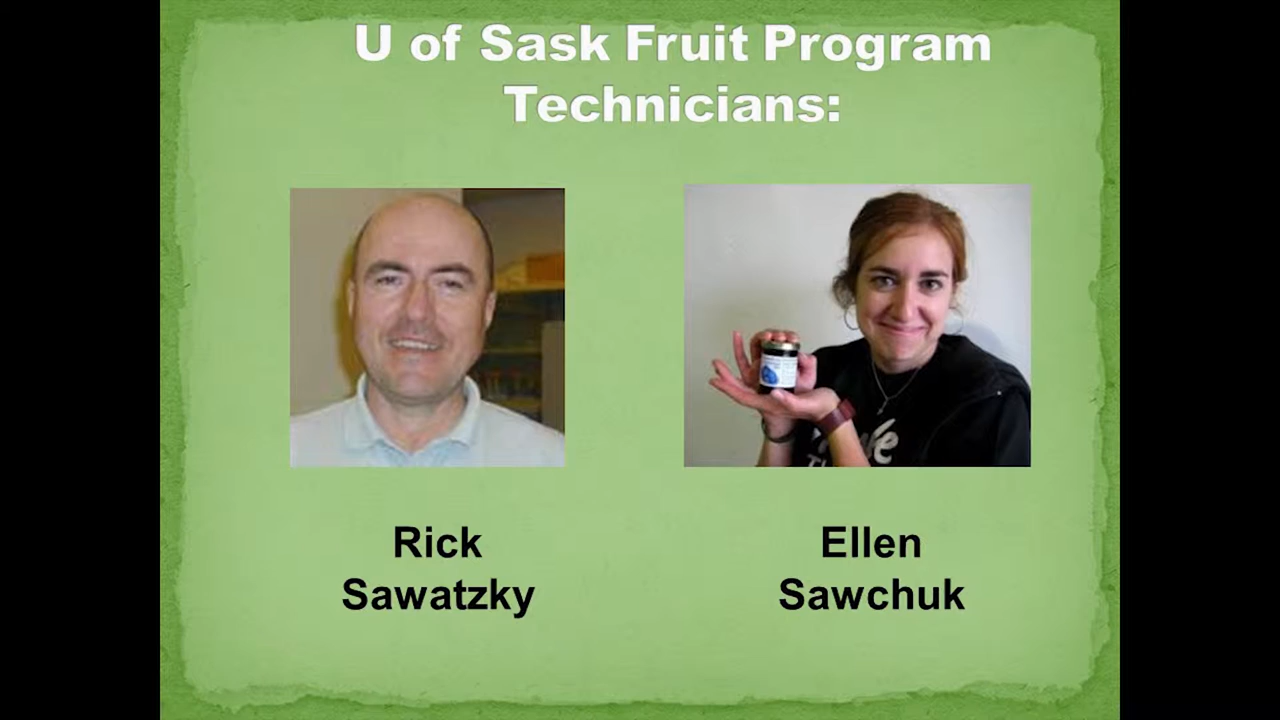 U of Sask Fruit Program
Technicians:
Rick
Sawatzky
Ellen
Sawchuk